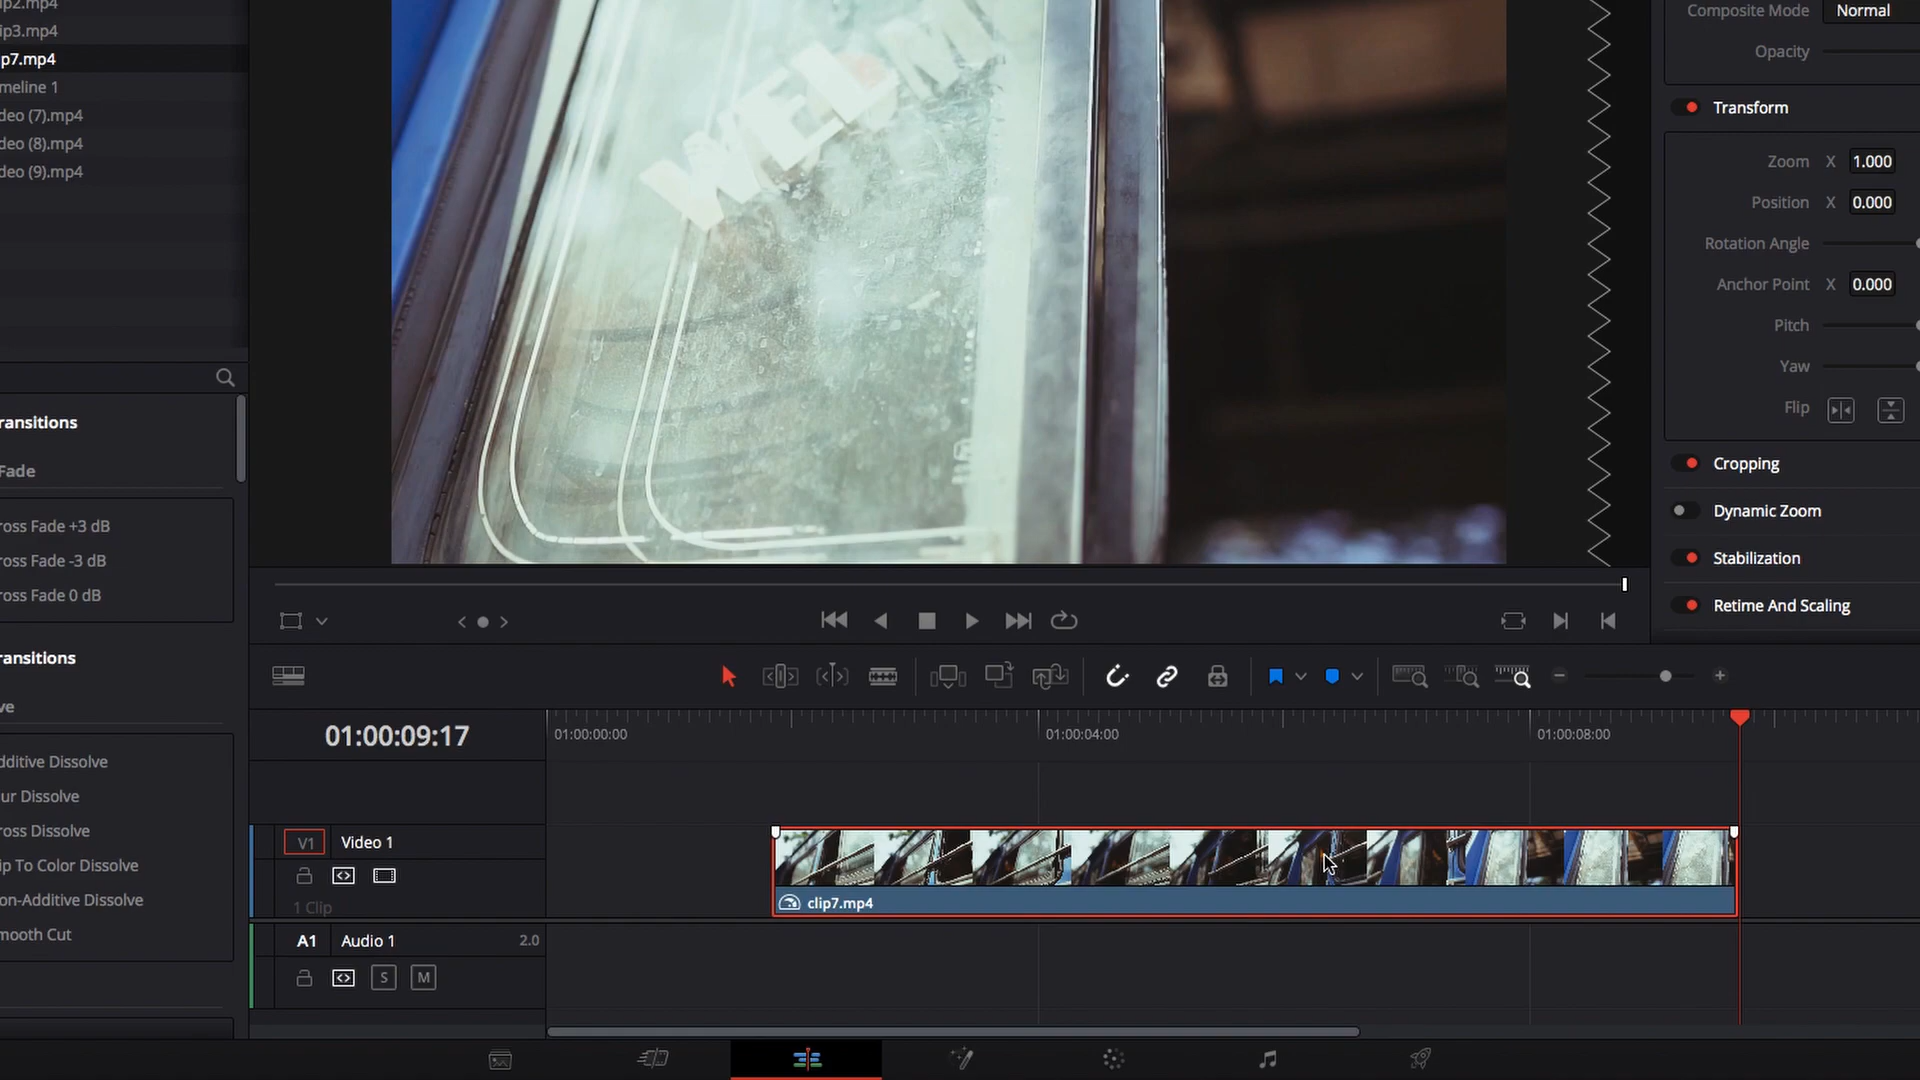 ip2.mp4
ip3.mp4
p7.mp4
meline 1
deo (7).mp4
deo (8).mp4
deo (9).mp4
ransitions
Fade
ross Fade +3 dB
ross Fade -3 dB
ross Fade 0 dB
ansitions
ve
dditive Dissolve
ur Dissolve
ross Dissolve
ip To Color Dissolve
on-Additive Dissolve
mooth Cut
WEL
Composite Mode Normal
Opacity
Transform
Zoom X 1.000
Position X 0.000
Rotation Angle
Anchor Point X 0.000
Pitch
Yaw
Flip
Cropping
Dynamic Zoom
Stabilization
Retime And Scaling
01:00:09:17
01:00:00:00 01:00:04:00 01:00:08:00
V1 Video 1
1 Clip
clip7.mp4
A1 Audio 1 2.0
S M